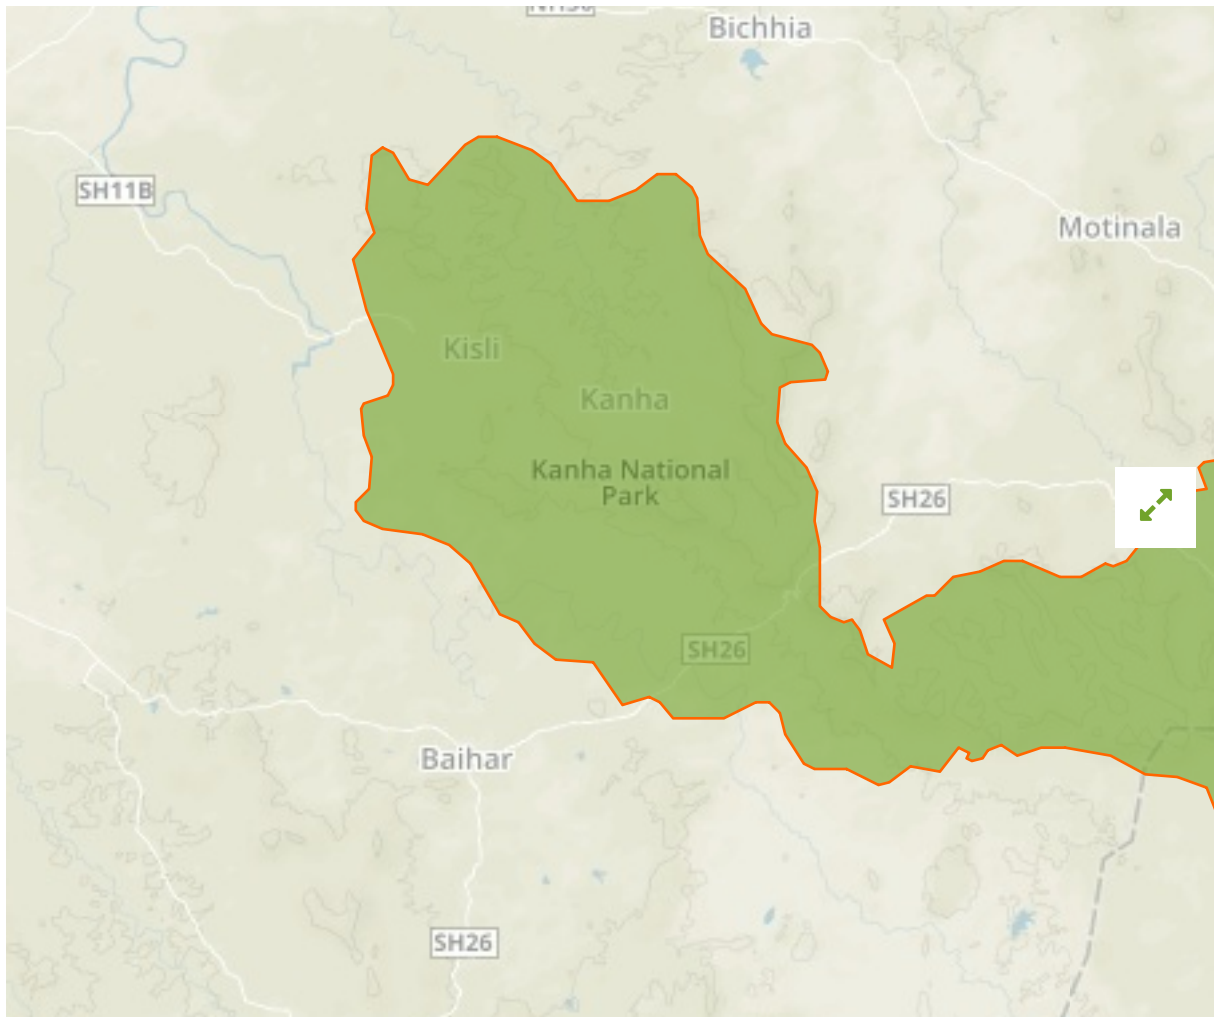 Bichhia
SH11B
Motinala
Kisli
Kanha
Kanha National
Park
SH26
SH26
Baihar
SH26